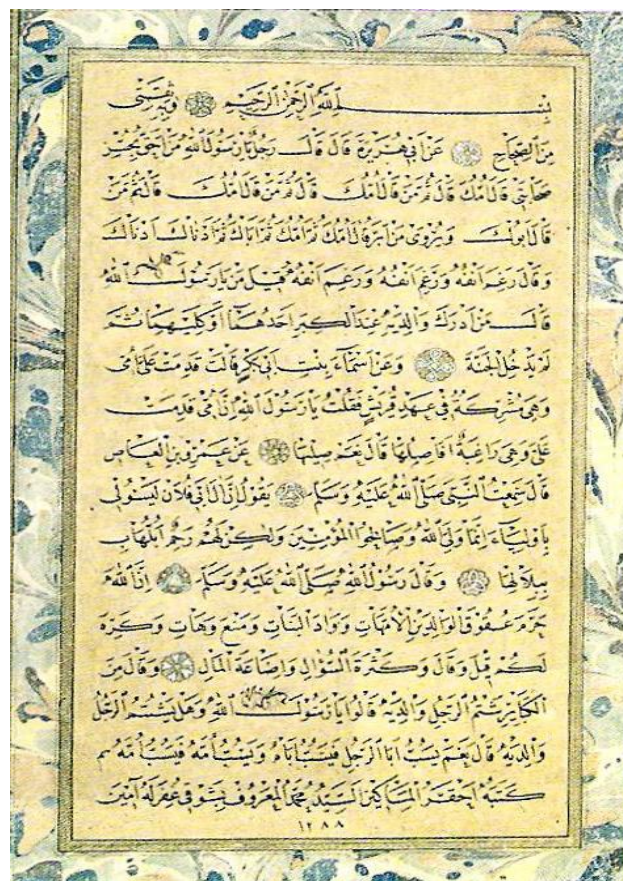 بسم الله الرحمن الرحيم وبه ثقتي
من الصحاح عن ابي هريرة قال قال رجل يا رسول الله من احق بحسن
صحابتي قال امك قال ثم من قال امك قال ثم من قال امك قال ثم من
قال ابوك ويروى من ابر قال امك ثم امك ثم اباك ثم ادناك ادناك
وقال رغم انفه ورغم انفه ورغم انفه قيل من يا رسول الله
قال من ادرك والديه عند الكبر احدهما او كليهما ثم
لم يدخل الجنة وعن اسماء بنت ابي بكر قالت قدمت علي امي
وهي مشركة في عهد قريش فقلت يا رسول الله ان امي قدمت
علي وهي راغبة افاصلها قال نعم صليها عن عمرو بن العاص
قال سمعت النبي صلى الله عليه وسلم يقول ان آل ابي فلان ليسوا لي
باولياء انما ولي الله وصالحوا المؤمنين ولكن لهم رحم ابلها
ببلالها وقال رسول الله صلى الله عليه وسلم ان الله
حرم عقوق الوالدين الامهات وواد البنات ومنع وهات وكره
لكم قيل وقال وكثرة السؤال واضاعة المال وقال من
الكبائر شتم الرجل والديه قالوا يا رسول الله وهل يشتم الرجل
والديه قال نعم يسب ابا الرجل فيسب اباه ويسب امه فيسب امه
كتبه احقر المساكين السيد محمد المعروف بشوقي غفر له آمين
١٢٨٨